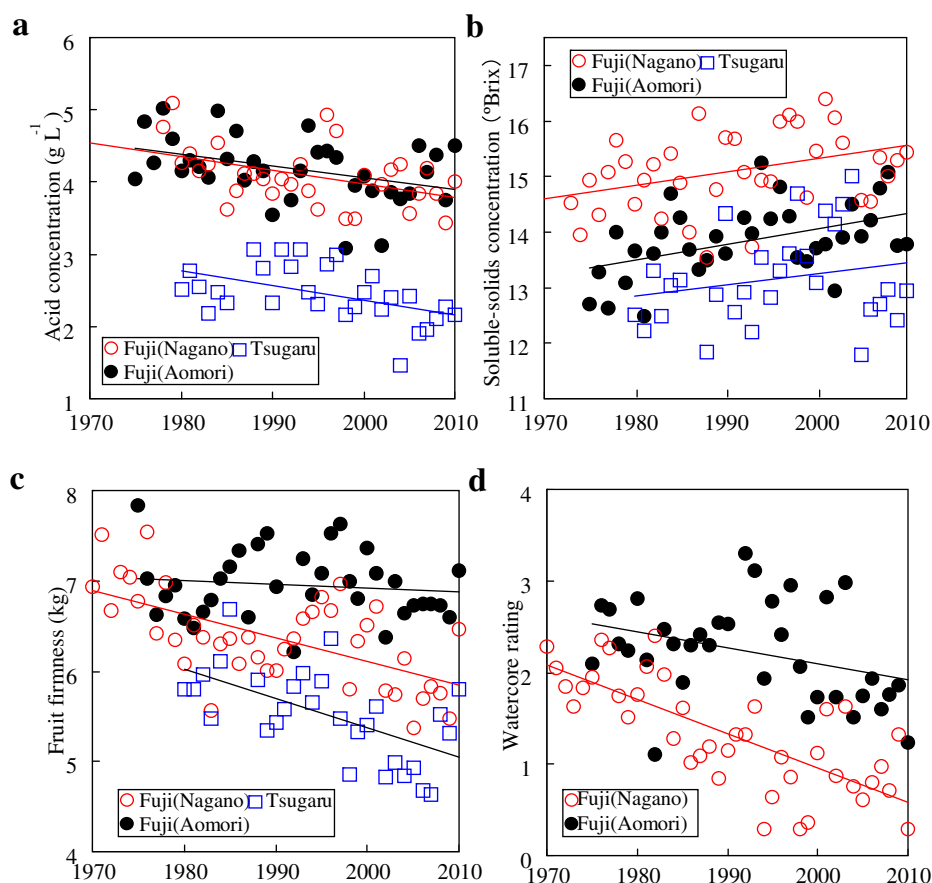 a
Acid concentration (g L⁻¹)
6
5
4
3
2
1
Fuji(Nagano) Tsugaru
Fuji(Aomori)
1970 1980 1990 2000 2010
b
Soluble-solids concentration (ºBrix)
17
16
15
14
13
12
11
Fuji(Nagano) Tsugaru
Fuji(Aomori)
1970 1980 1990 2000 2010
c
Fruit firmness (kg)
8
7
6
5
4
Fuji(Nagano) Tsugaru
Fuji(Aomori)
1970 1980 1990 2000 2010
d
Watercore rating
4
3
2
1
0
Fuji(Nagano)
Fuji(Aomori)
1970 1980 1990 2000 2010